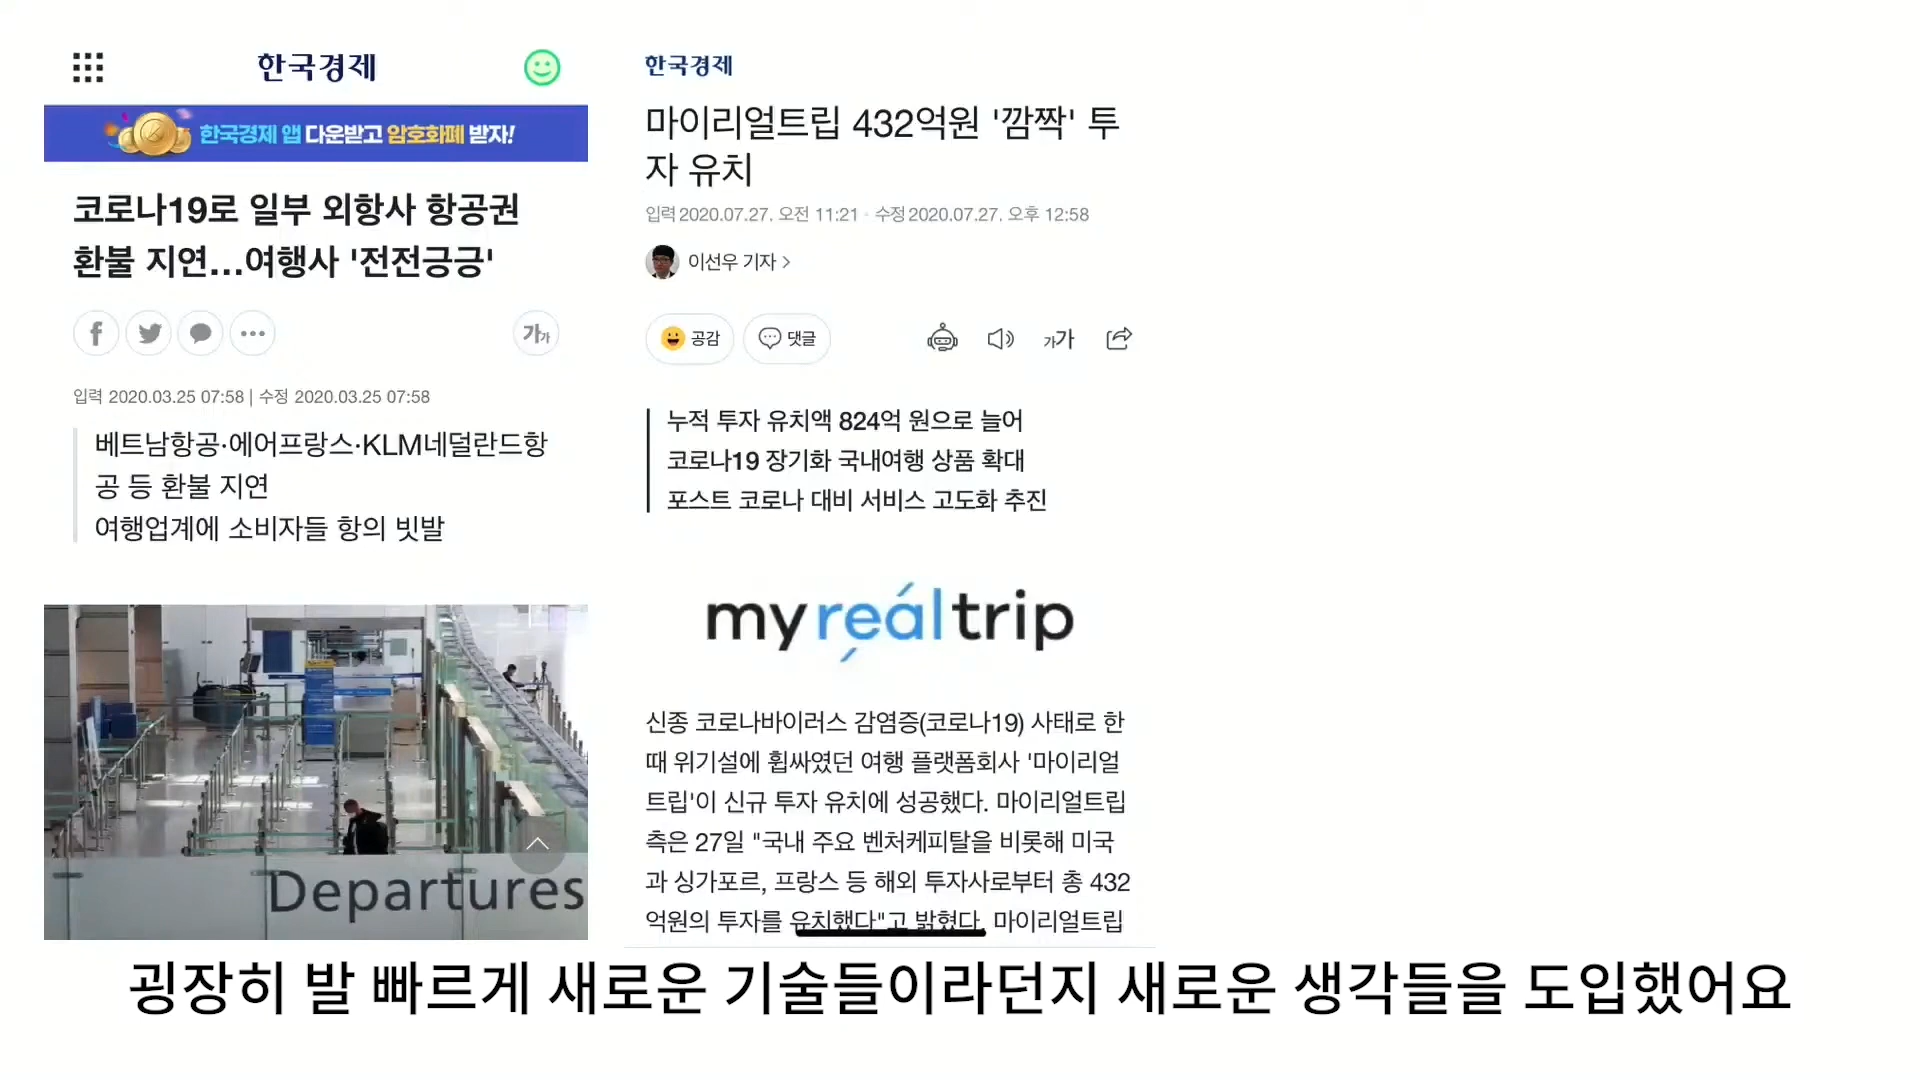 한국경제
한국경제 앱 다운받고 암호화폐 받자!
코로나19로 일부 외항사 항공권
환불 지연...여행사 '전전긍긍'
가가
입력 2020.03.25 07:58 | 수정 2020.03.25 07:58
베트남항공·에어프랑스·KLM네덜란드항
공 등 환불 지연
여행업계에 소비자들 항의 빗발
Departures
한국경제
마이리얼트립 432억원 '깜짝' 투
자 유치
입력 2020.07.27. 오전 11:21 · 수정 2020.07.27. 오후 12:58
이선우 기자 >
공감
댓글
가가
누적 투자 유치액 824억 원으로 늘어
코로나19 장기화 국내여행 상품 확대
포스트 코로나 대비 서비스 고도화 추진
myrealtrip
신종 코로나바이러스 감염증(코로나19) 사태로 한
때 위기설에 휩싸였던 여행 플랫폼회사 '마이리얼
트립'이 신규 투자 유치에 성공했다. 마이리얼트립
측은 27일 "국내 주요 벤처케피탈을 비롯해 미국
과 싱가포르, 프랑스 등 해외 투자사로부터 총 432
억원의 투자를 유치했다"고 밝혔다. 마이리얼트립
굉장히 발 빠르게 새로운 기술들이라던지 새로운 생각들을 도입했어요